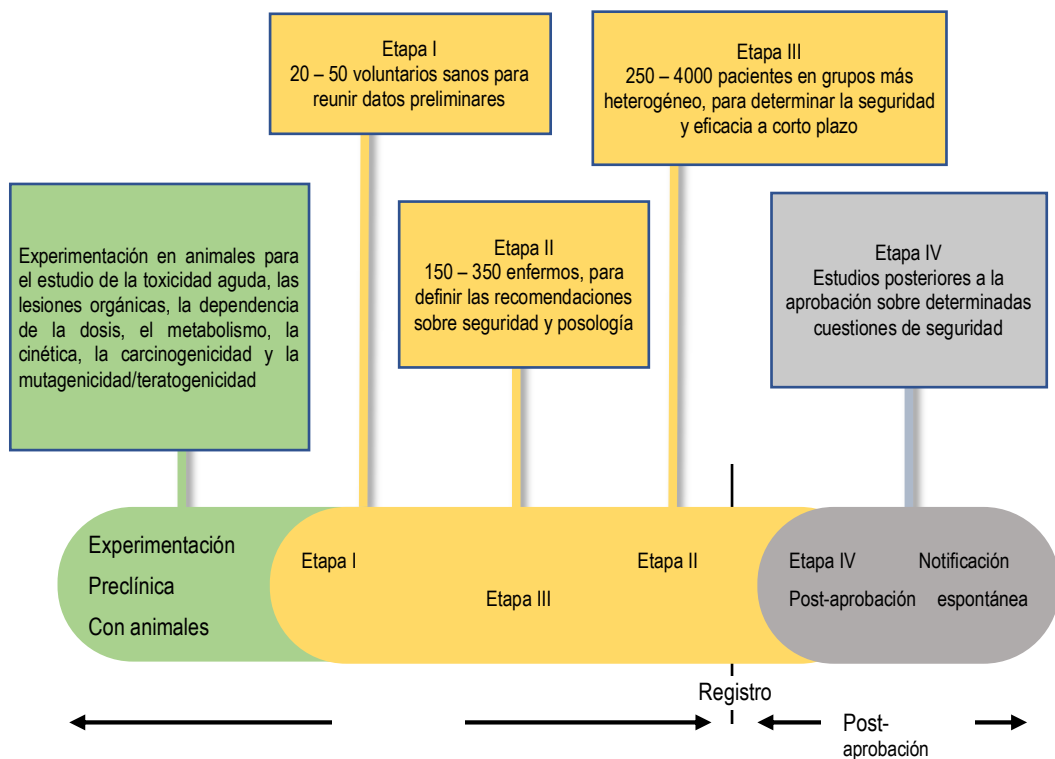 Etapa I
20 – 50 voluntarios sanos para
reunir datos preliminares
Etapa III
250 – 4000 pacientes en grupos más
heterogéneo, para determinar la seguridad
y eficacia a corto plazo
Experimentación en animales para
el estudio de la toxicidad aguda, las
lesiones orgánicas, la dependencia
de la dosis, el metabolismo, la
cinética, la carcinogenicidad y la
mutagenicidad/teratogenicidad
Etapa II
150 – 350 enfermos, para
definir las recomendaciones
sobre seguridad y posología
Etapa IV
Estudios posteriores a la
aprobación sobre determinadas
cuestiones de seguridad
Experimentación
Preclínica
Con animales
Etapa I
Etapa III
Etapa II
Etapa IV
Post-aprobación
Notificación
espontánea
Registro
Post-
aprobación